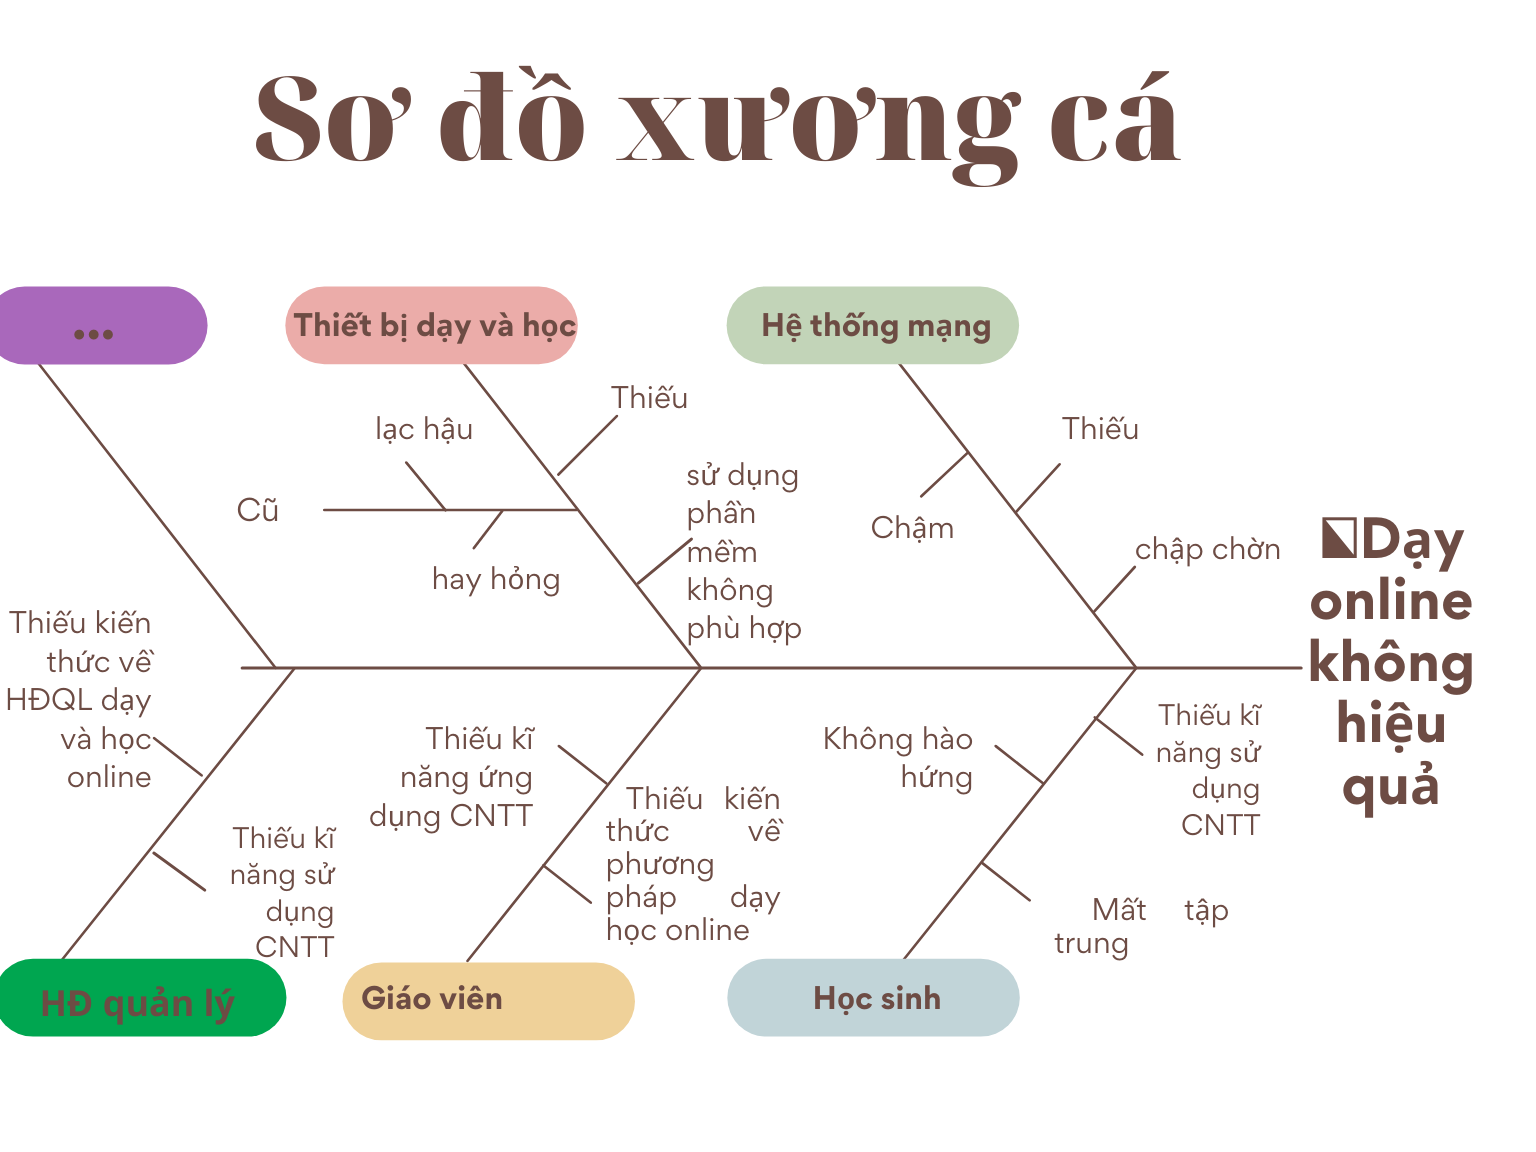 Sơ đồ xương cá
...
Thiết bị dạy và học
Hệ thống mạng
Thiếu
lạc hậu
Thiếu
sử dụng
phần
mềm
không
phù hợp
Cũ
Chậm
chập chờn
hay hỏng
Dạy
online
không
hiệu
quả
Thiếu kiến
thức về
HĐQL dạy
và học
online
Thiếu kĩ
năng sử
dụng
CNTT
Thiếu kĩ
năng ứng
dụng CNTT
Thiếu kiến
thức về
phương
pháp dạy
học online
Không hào
hứng
Thiếu kĩ
năng sử
dụng
CNTT
Mất tập
trung
HĐ quản lý
Giáo viên
Học sinh